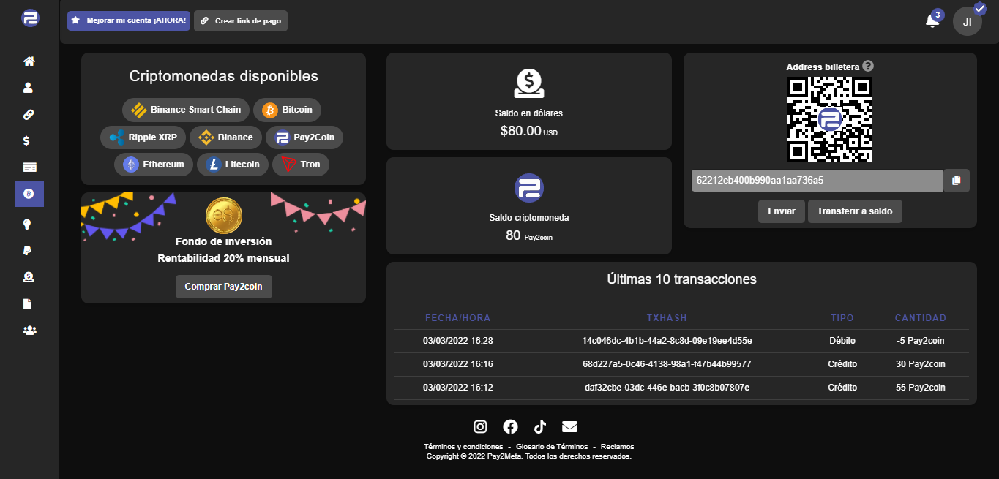 Mejorar mi cuenta ¡AHORA!
Crear link de pago
3
JI
Criptomonedas disponibles
Binance Smart Chain
Bitcoin
Ripple XRP
Binance
Pay2Coin
Ethereum
Litecoin
Tron
Fondo de inversión
Rentabilidad 20% mensual
Comprar Pay2coin
Saldo en dólares
$80.00 USD
Saldo criptomoneda
80 Pay2coin
Address billetera ?
62212eb400b990aa1aa736a5
Enviar
Transferir a saldo
Últimas 10 transacciones
FECHA/HORA TXHASH TIPO CANTIDAD
03/03/2022 16:28 14c046dc-4b1b-44a2-8c8d-09e19ee4d55e Débito -5 Pay2coin
03/03/2022 16:16 68d227a5-0c46-4138-98a1-f47b44b99577 Crédito 30 Pay2coin
03/03/2022 16:12 daf32cbe-03dc-446e-bacb-3f0c8b07807e Crédito 55 Pay2coin
Términos y condiciones - Glosario de Términos - Reclamos
Copyright © 2022 Pay2Meta. Todos los derechos reservados.